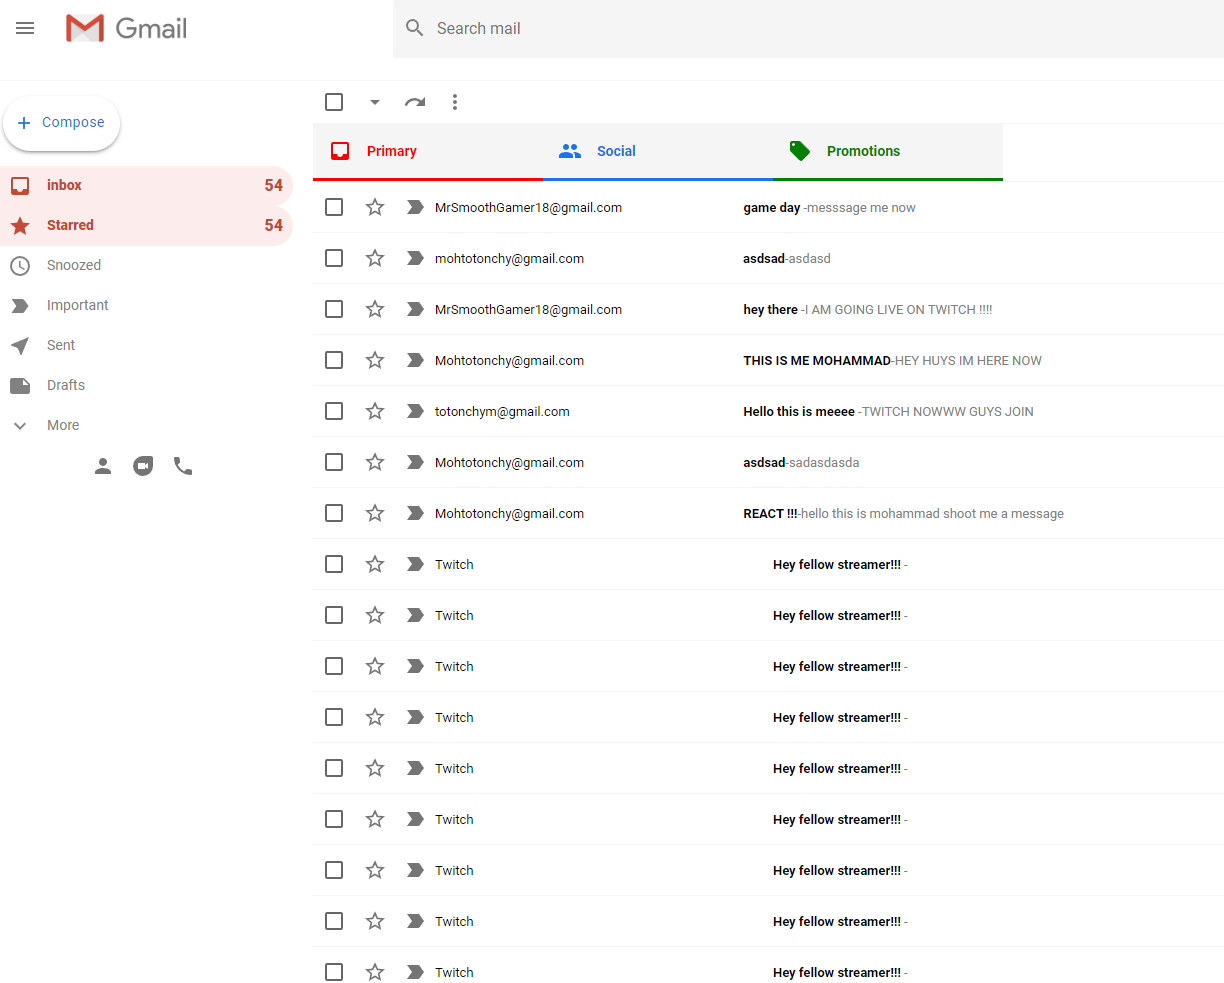 Gmail
Search mail
Compose
inbox 54
Starred 54
Snoozed
Important
Sent
Drafts
More
Primary Social Promotions
MrSmoothGamer18@gmail.com game day -messsage me now
mohtotonchy@gmail.com asdsad-asdasd
MrSmoothGamer18@gmail.com hey there -I AM GOING LIVE ON TWITCH !!!!
Mohtotonchy@gmail.com THIS IS ME MOHAMMAD-HEY HUYS IM HERE NOW
totonchym@gmail.com Hello this is meeee -TWITCH NOWWW GUYS JOIN
Mohtotonchy@gmail.com asdsad-sadasdasda
Mohtotonchy@gmail.com REACT !!!-hello this is mohammad shoot me a message
Twitch Hey fellow streamer!!! -
Twitch Hey fellow streamer!!! -
Twitch Hey fellow streamer!!! -
Twitch Hey fellow streamer!!! -
Twitch Hey fellow streamer!!! -
Twitch Hey fellow streamer!!! -
Twitch Hey fellow streamer!!! -
Twitch Hey fellow streamer!!! -
Twitch Hey fellow streamer!!! -